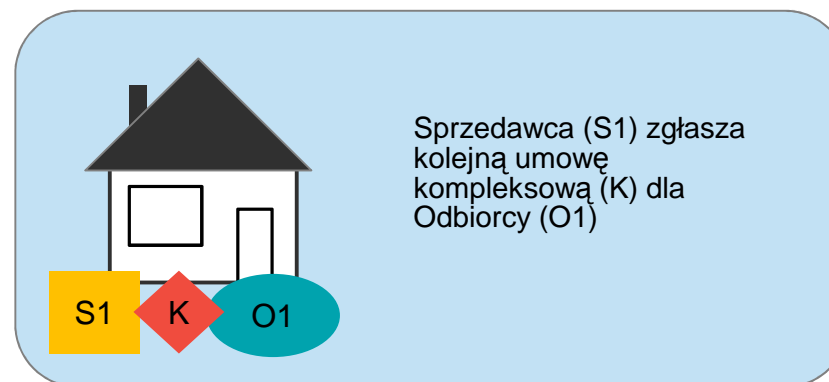 Sprzedawca (S1) zgłasza
kolejną umowę
kompleksową (K) dla
Odbiorcy (O1)
S1 K O1